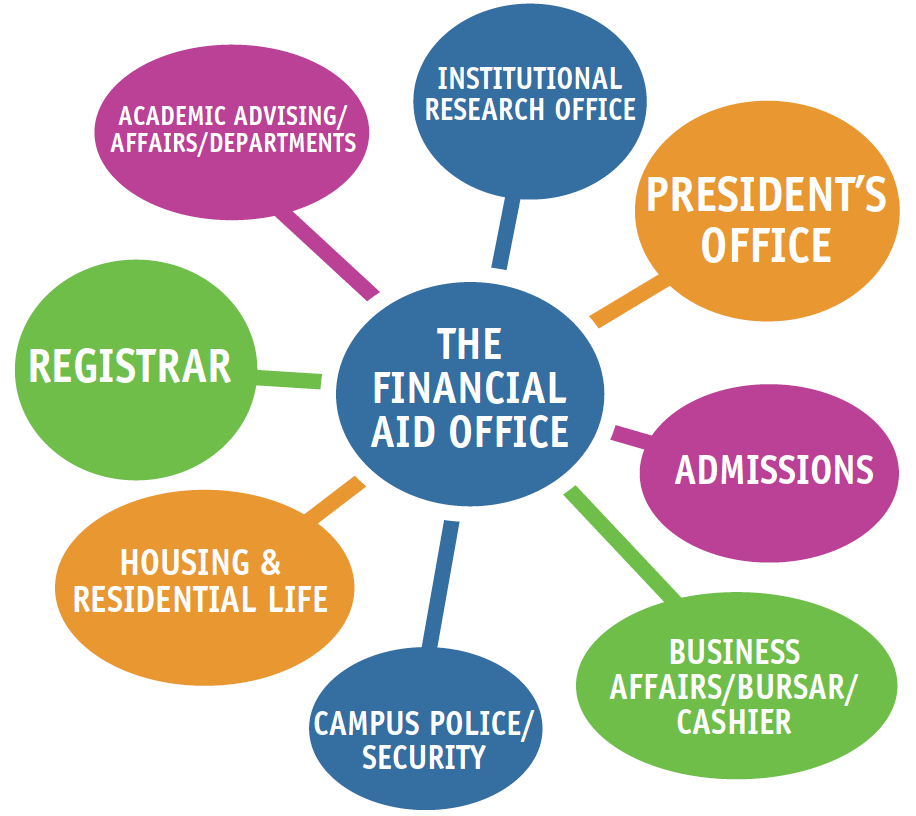 INSTITUTIONAL
RESEARCH OFFICE
ACADEMIC ADVISING/
AFFAIRS/DEPARTMENTS
PRESIDENT’S
OFFICE
REGISTRAR
THE
FINANCIAL
AID OFFICE
ADMISSIONS
HOUSING &
RESIDENTIAL LIFE
BUSINESS
AFFAIRS/BURSAR/
CASHIER
CAMPUS POLICE/
SECURITY